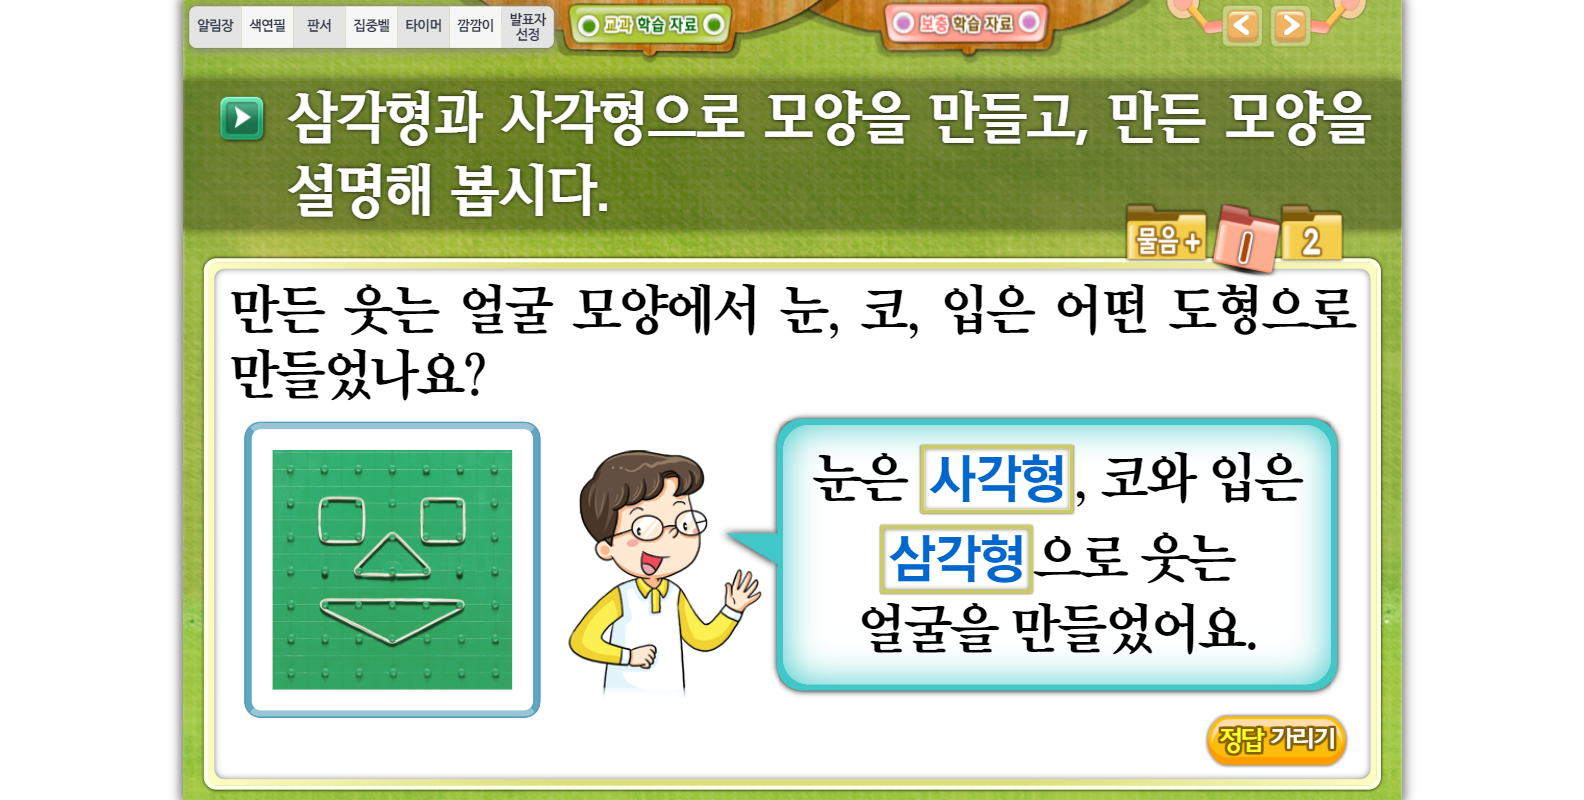 알림장 색연필 판서 집중벨 타이머 깜깜이 발표자 선정
교과 학습 자료
보충 학습 자료
삼각형과 사각형으로 모양을 만들고, 만든 모양을
설명해 봅시다.
물음+ 1 2
만든 웃는 얼굴 모양에서 눈, 코, 입은 어떤 도형으로
만들었나요?
눈은 사각형, 코와 입은
삼각형으로 웃는
얼굴을 만들었어요.
정답 가리기